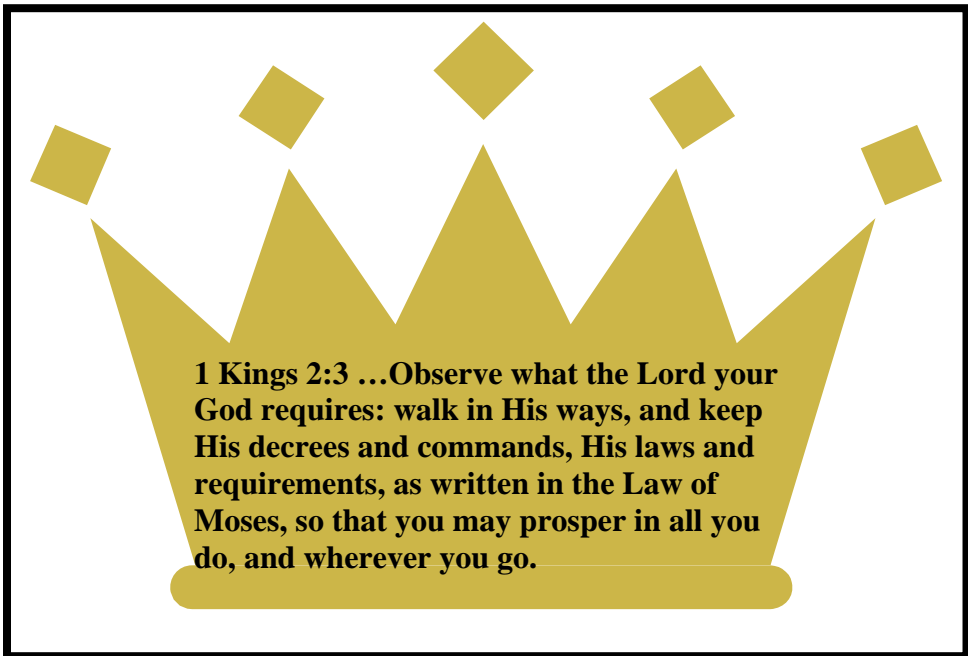 1 Kings 2:3 …Observe what the Lord your
God requires: walk in His ways, and keep
His decrees and commands, His laws and
requirements, as written in the Law of
Moses, so that you may prosper in all you
do, and wherever you go.